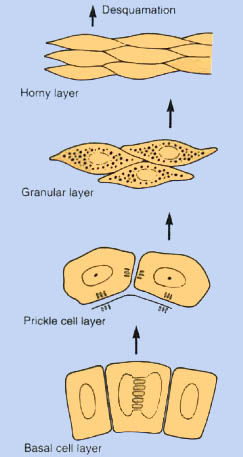 Desquamation
Horny layer
Granular layer
Prickle cell layer
Basal cell layer